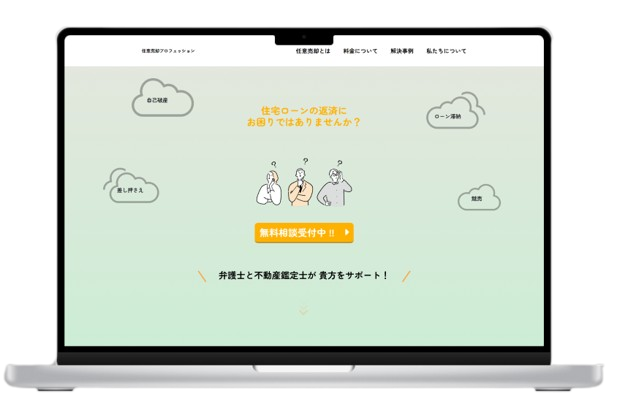 任意売却プロフェッション
任意売却とは 料金について 解決事例 私たちについて
自己破産
ローン滞納
住宅ローンの返済に
お困りではありませんか？
差し押さえ
競売
? ? ?
無料相談受付中 !!
弁護士と不動産鑑定士が 貴方をサポート！